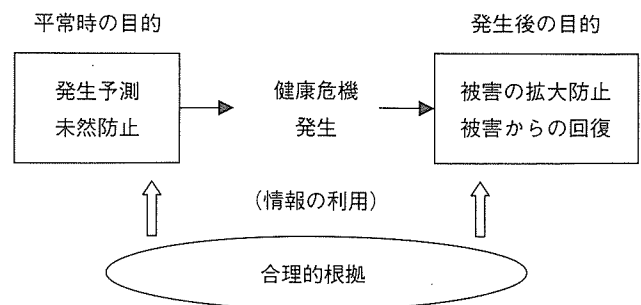 平常時の目的
発生後の目的
発生予測
未然防止
健康危機
発生
被害の拡大防止
被害からの回復
(情報の利用)
合理的根拠